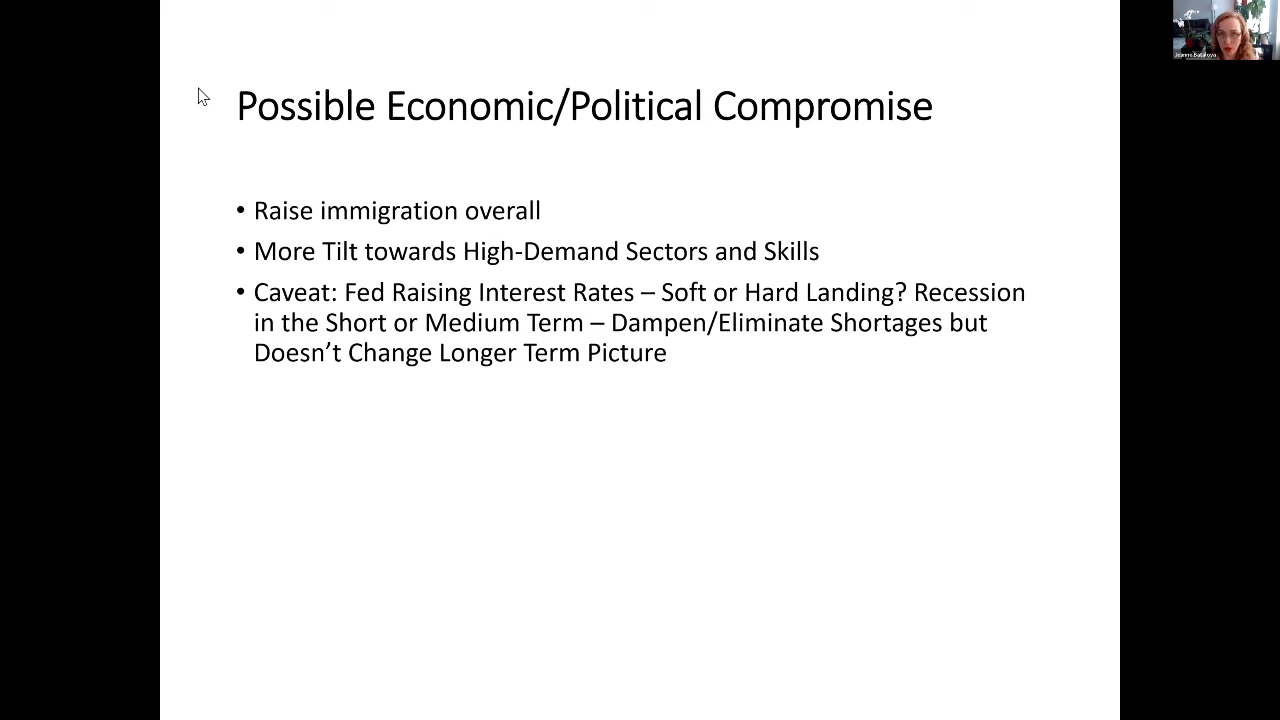 Jeanne Batalova
Possible Economic/Political Compromise
• Raise immigration overall
• More Tilt towards High-Demand Sectors and Skills
• Caveat: Fed Raising Interest Rates – Soft or Hard Landing? Recession
in the Short or Medium Term – Dampen/Eliminate Shortages but
Doesn’t Change Longer Term Picture